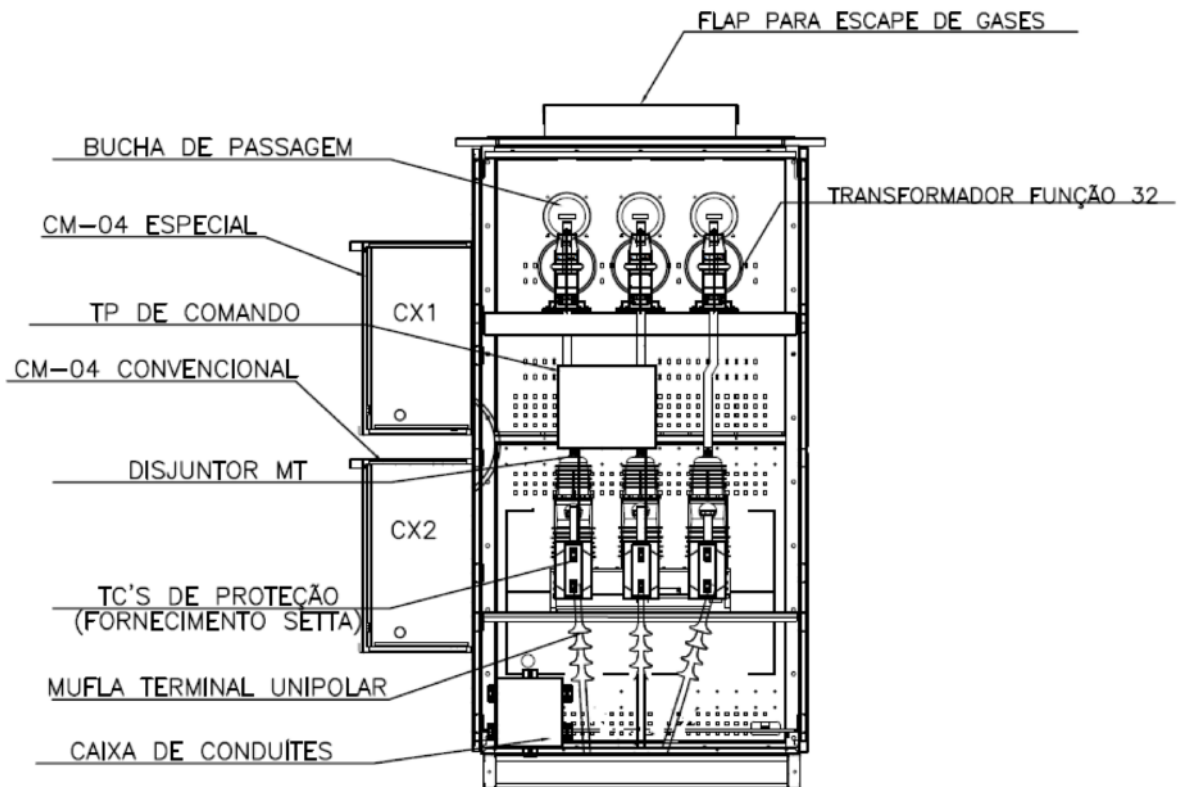 FLAP PARA ESCAPE DE GASES
BUCHA DE PASSAGEM
TRANSFORMADOR FUNÇÃO 32
CM-04 ESPECIAL
CX1
TP DE COMANDO
CM-04 CONVENCIONAL
DISJUNTOR MT
CX2
TC'S DE PROTEÇÃO
(FORNECIMENTO SETTA)
MUFLA TERMINAL UNIPOLAR
CAIXA DE CONDUÍTES